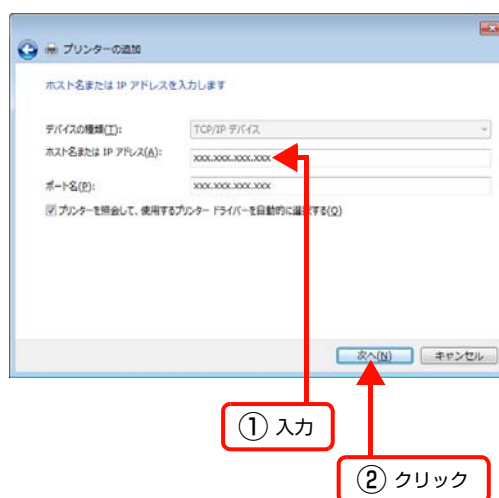 プリンターの追加
ホスト名または IP アドレスを入力します
デバイスの種類(T):
TCP/IP デバイス
ホスト名または IP アドレス(A):
xxx.xxx.xxx.xxx
ポート名(P):
xxx.xxx.xxx.xxx
プリンターを照会して、使用するプリンター ドライバーを自動的に選択する(Q)
次へ(N)
キャンセル
① 入力
② クリック